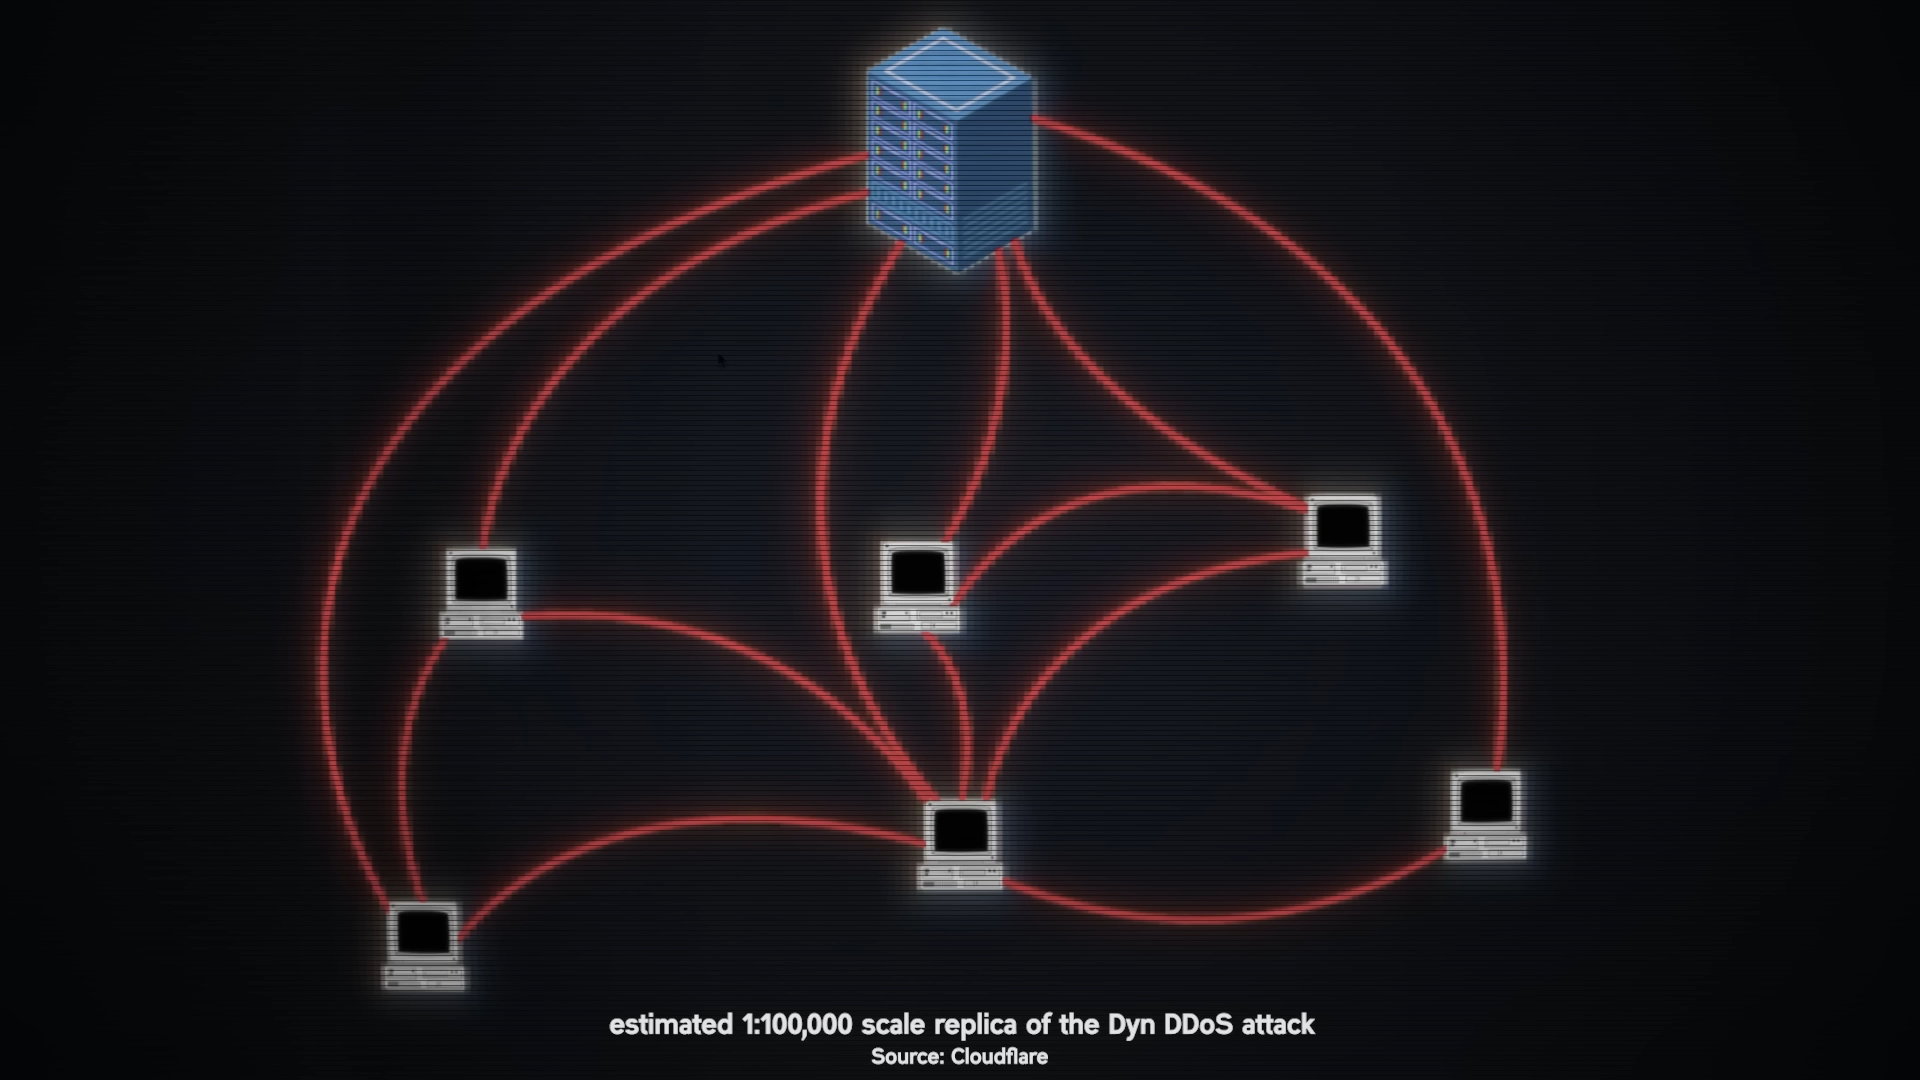 estimated 1:100,000 scale replica of the Dyn DDoS attack
Source: Cloudflare